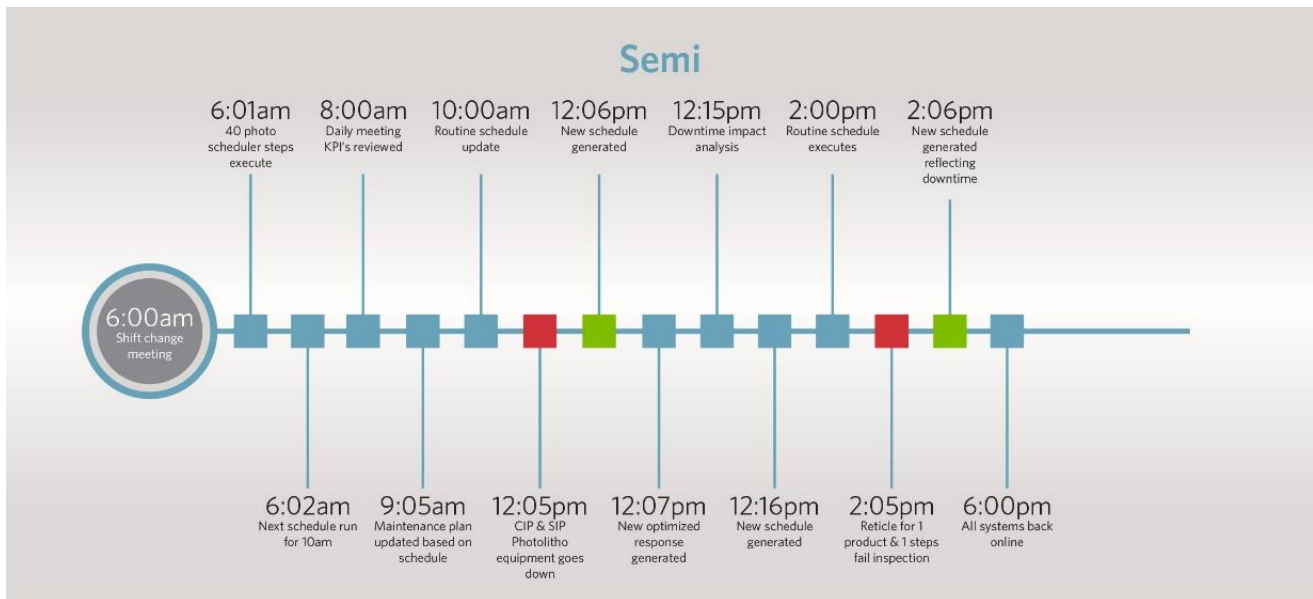 Semi
6:01am
40 photo
scheduler steps
execute
8:00am
Daily meeting
KPI's reviewed
10:00am
Routine schedule
update
12:06pm
New schedule
generated
12:15pm
Downtime impact
analysis
2:00pm
Routine schedule
executes
2:06pm
New schedule
generated
reflecting
downtime
6:00am
Shift change
meeting
6:02am
Next schedule run
for 10am
9:05am
Maintenance plan
updated based on
schedule
12:05pm
CIP & SIP
Photolitho
equipment goes
down
12:07pm
New optimized
response
generated
12:16pm
New schedule
generated
2:05pm
Reticle for 1
product & 1 steps
fail inspection
6:00pm
All systems back
online